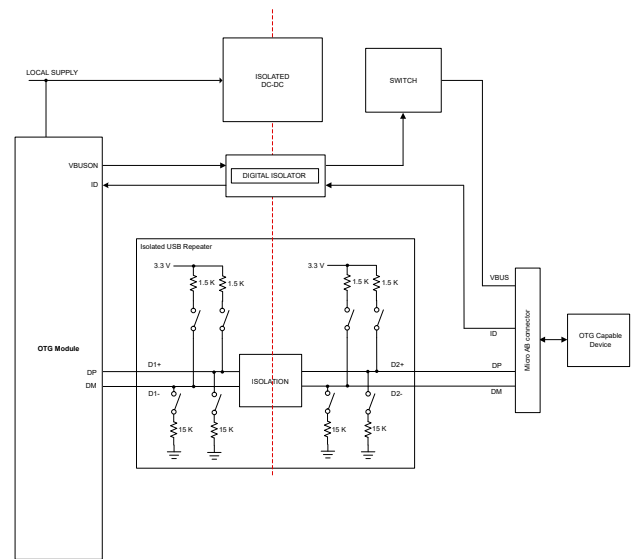 ISOLATED
DC-DC
SWITCH
LOCAL SUPPLY
VBUSON
ID
DIGITAL ISOLATOR
Isolated USB Repeater
3.3 V
1.5 K
1.5 K
3.3 V
1.5 K
1.5 K
VBUS
ID
Micro AB connector
OTG Capable
Device
OTG Module
DP
DM
D1+
D1-
ISOLATION
D2+
D2-
DP
DM
15 K
15 K
15 K
15 K